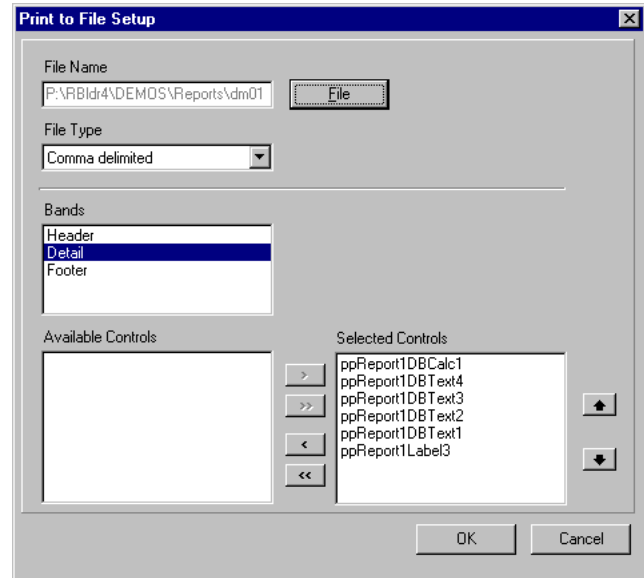 Print to File Setup
File Name
P:\RBldr4\DEMOS\Reports\dm01
File
File Type
Comma delimited
Bands
Header
Detail
Footer
Available Controls
Selected Controls
>
>>
<
<<
ppReport1DBCalc1
ppReport1DBText4
ppReport1DBText3
ppReport1DBText2
ppReport1DBText1
ppReport1Label3
OK
Cancel